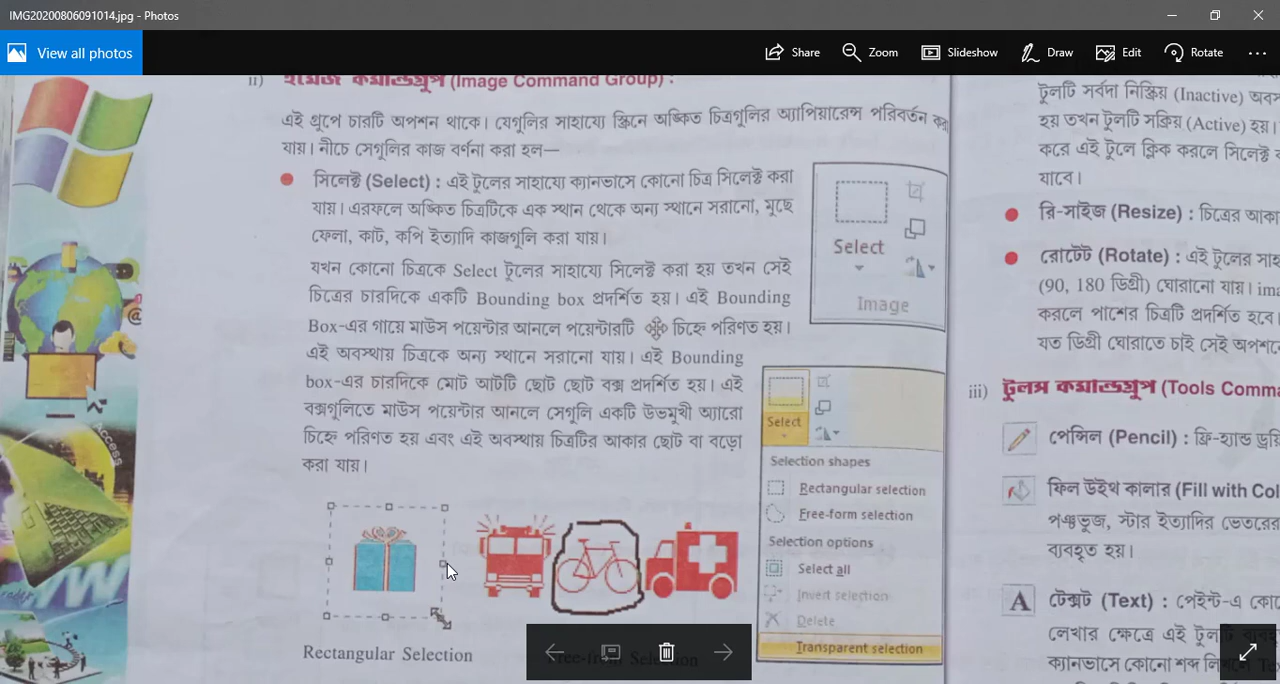 IMG20200806091014.jpg - Photos
View all photos
Share
Zoom
Slideshow
Draw
Edit
Rotate
ii) ইমেজ কমান্ডগ্রুপ (Image Command Group) :
এই গ্রুপে চারটি অপশন থাকে। যেগুলির সাহায্যে স্ক্রিনে অঙ্কিত চিত্রগুলির অ্যাপিয়ারেন্স পরিবর্তন করা
যায়। নীচে সেগুলির কাজ বর্ণনা করা হল—
সিলেক্ট (Select) : এই টুলের সাহায্যে ক্যানভাসে কোনো চিত্র সিলেক্ট করা
যায়। এরফলে অঙ্কিত চিত্রটিকে এক স্থান থেকে অন্য স্থানে সরানো, মুছে
ফেলা, কাট, কপি ইত্যাদি কাজগুলি করা যায়।
যখন কোনো চিত্রকে Select টুলের সাহায্যে সিলেক্ট করা হয় তখন সেই
চিত্রের চারদিকে একটি Bounding box প্রদর্শিত হয়। এই Bounding
Box-এর গায়ে মাউস পয়েন্টার আনলে পয়েন্টারটি চিহ্নে পরিণত হয়।
এই অবস্থায় চিত্রকে অন্য স্থানে সরানো যায়। এই Bounding
box-এর চারদিকে মোট আটটি ছোট ছোট বক্স প্রদর্শিত হয়। এই
বক্সগুলিতে মাউস পয়েন্টার আনলে সেগুলি একটি উভমুখী অ্যারো
চিহ্নে পরিণত হয় এবং এই অবস্থায় চিত্রটির আকার ছোট বা বড়ো
করা যায়।
Select
Image
Select
Selection shapes
Rectangular selection
Free-form selection
Selection options
Select all
Invert selection
Delete
Transparent selection
Rectangular Selection
Free-from Selection
টুলটি সর্বদা নিষ্ক্রিয় (Inactive)
হয় তখন টুলটি সক্রিয় (Active) হয়।
করে এই টুলে ক্লিক করলে সিলেক্ট
যাবে।
রি-সাইজ (Resize) : চিত্রের
রোটেট (Rotate) : এই টুলের
(90, 180 ডিগ্রী) ঘোরানো যায়।
করলে পাশের চিত্রটি প্রদর্শিত হবে।
যত ডিগ্রী ঘোরাতে চাই সেই
iii) টুলস কমান্ডগ্রুপ (Tools
পেন্সিল (Pencil) : ফ্রি-হ্যান্ড
ফিল উইথ কালার (Fill with
পঞ্চভুজ, স্টার ইত্যাদির ভেতরের
ব্যবহৃত হয়।
A টেক্সট (Text) : পেইন্ট-এ
লেখার ক্ষেত্রে এই
ক্যানভাসে কোনো শব্দ
Access